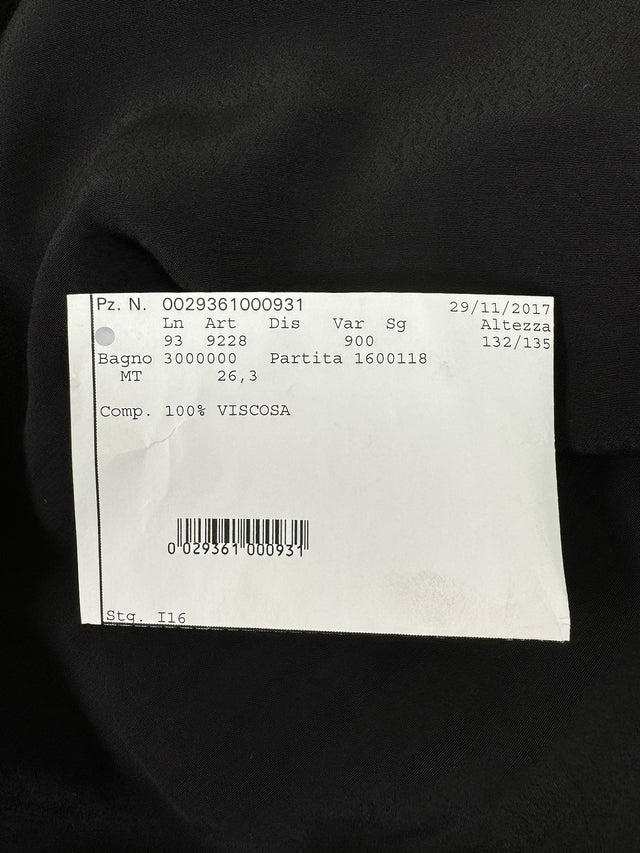 Pz. N. 0029361000931 29/11/2017
Ln Art Dis Var Sg Altezza
93 9228 900 132/135
Bagno 3000000 Partita 1600118
MT 26,3
Comp. 100% VISCOSA
0 029361 000931
Stg. I16